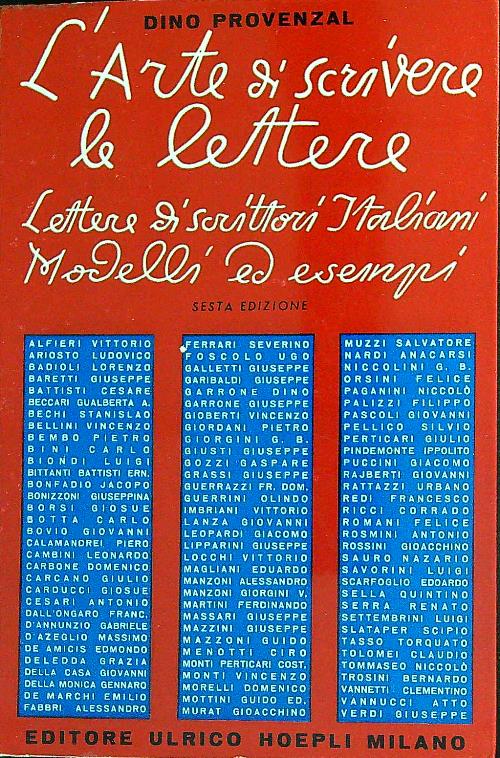 DINO PROVENZAL
L'Arte di scrivere
le lettere
Lettere di scrittori Italiani
Modelli ed esempi
SESTA EDIZIONE
ALFIERI VITTORIO
ARIOSTO LUDOVICO
BADIOLI LORENZO
BARETTI GIUSEPPE
BATTISTI CESARE
BECCARI GUALBERTA A.
BECHI STANISLAO
BELLINI VINCENZO
BEMBO PIETRO
BINI CARLO
BIONDI LUIGI
BITTANTI BATTISTI ERN.
BONFADIO JACOPO
BONIZZONI GIUSEPPINA
BORSI GIOSUE
BOTTA CARLO
BOVIO GIOVANNI
CALAMANDREI PIERO
CAMBINI LEONARDO
CARBONE DOMENICO
CARCANO GIULIO
CARDUCCI GIOSUE
CESARI ANTONIO
DALL'ONGARO FRANC.
D'ANNUNZIO GABRIELE
D'AZEGLIO MASSIMO
DE AMICIS EDMONDO
DELEDDA GRAZIA
DELLA CASA GIOVANNI
DELLA MONICA GENNARO
DE MARCHI EMILIO
FABBRI ALESSANDRO
FERRARI SEVERINO
FOSCOLO UGO
GALLETTI GIUSEPPE
GARIBALDI GIUSEPPE
GARRONE DINO
GARRONE GIUSEPPE
GIOBERTI VINCENZO
GIORDANI PIETRO
GIORGINI G. B.
GIUSTI GIUSEPPE
GOZZI GASPARE
GRASSI GIUSEPPE
GUERRAZZI FR. DOM.
GUERRINI OLINDO
IMBRIANI VITTORIO
LANZA GIOVANNI
LEOPARDI GIACOMO
LIPPARINI GIUSEPPE
LOCCHI VITTORIO
MAGLIANI EDUARDO
MANZONI ALESSANDRO
MANZONI GIORGINI V.
MARTINI FERDINANDO
MASSARI GIUSEPPE
MAZZINI GIUSEPPE
MAZZONI GUIDO
MENOTTI CIRO
MONTI PERTICARI COST.
MONTI VINCENZO
MORELLI DOMENICO
MOTTINI GUIDO ED.
MURAT GIOACCHINO
MUZZI SALVATORE
NARDI ANACARSI
NICCOLINI G. B.
ORSINI FELICE
PAGANINI NICCOLÒ
PALIZZI FILIPPO
PASCOLI GIOVANNI
PELLICO SILVIO
PERTICARI GIULIO
PINDEMONTE IPPOLITO
PUCCINI GIACOMO
RAJBERTI GIOVANNI
RATTAZZI URBANO
REDI FRANCESCO
RICCI CORRADO
ROMANI FELICE
ROSMINI ANTONIO
ROSSINI GIOACCHINO
SAURO NAZARIO
SAVORINI LUIGI
SCARFOGLIO EDOARDO
SELLA QUINTINO
SERRA RENATO
SETTEMBRINI LUIGI
SLATAPER SCIPIO
TASSO TORQUATO
TOLOMEI CLAUDIO
TOMMASEO NICCOLÒ
TROSINI BERNARDO
VANNETTI CLEMENTINO
VANNUCCI ATTO
VERDI GIUSEPPE
EDITORE ULRICO HOEPLI MILANO